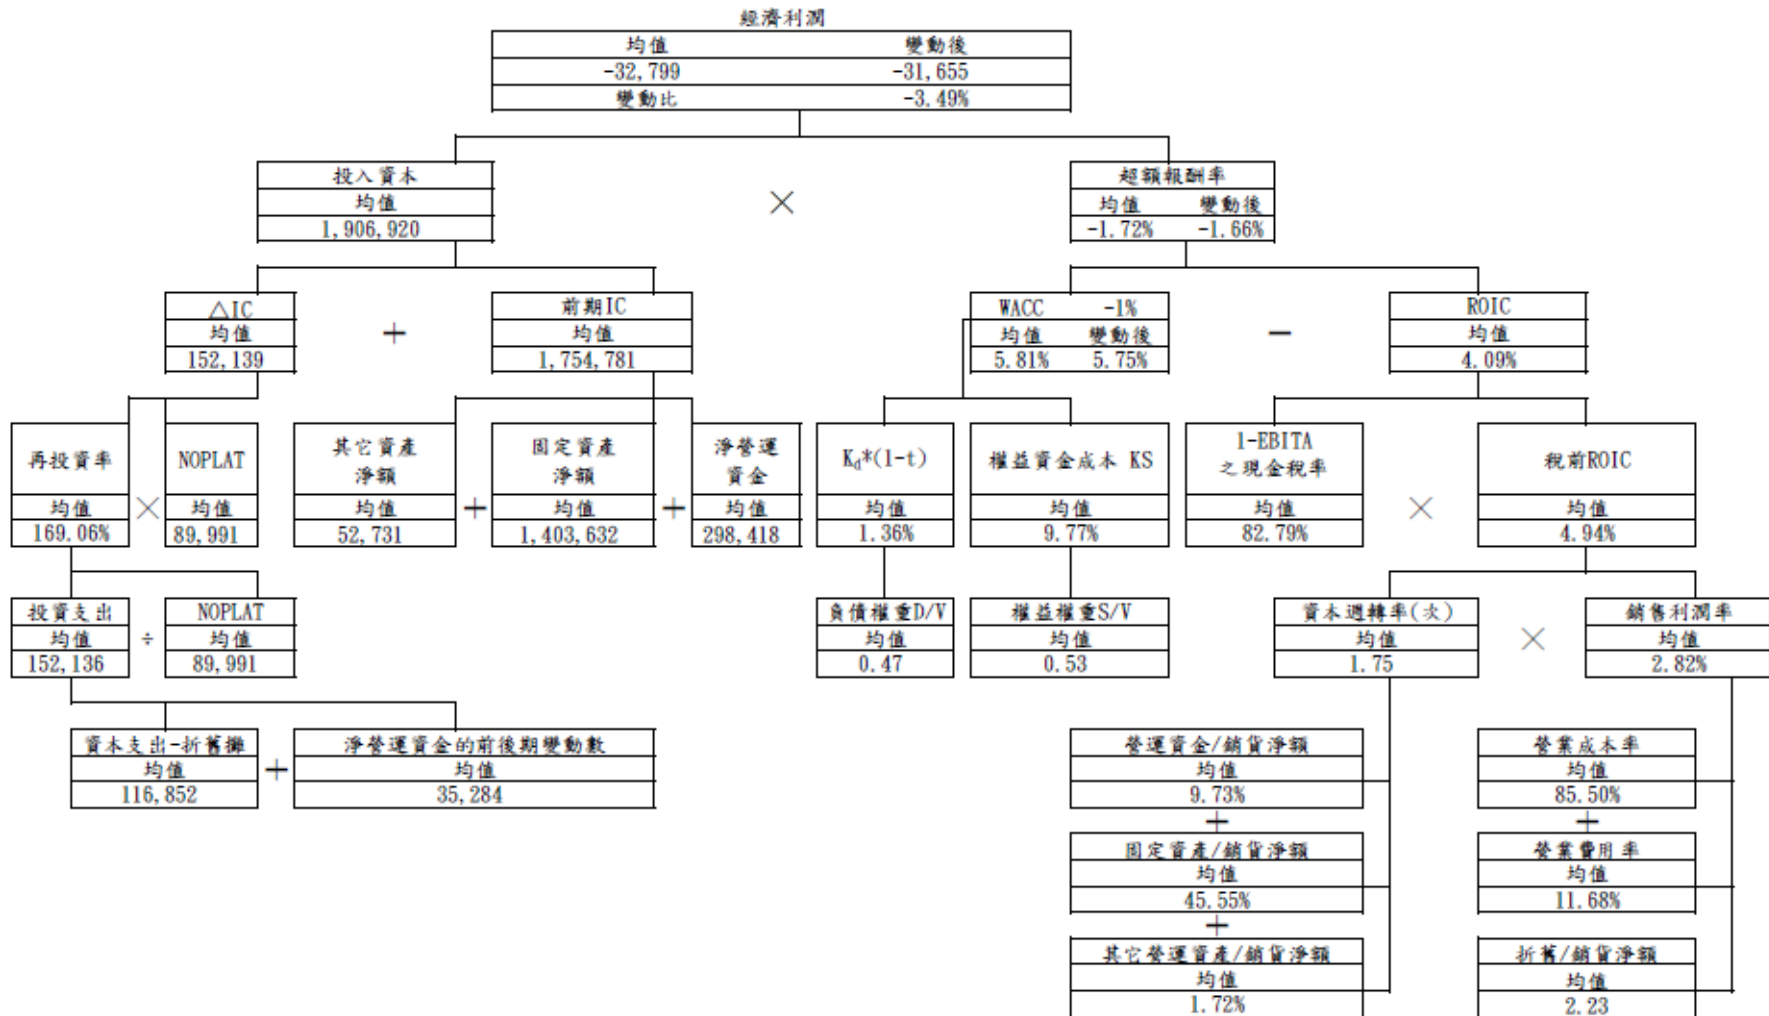 經濟利潤
均值 變動後
-32,799 -31,655
變動比 -3.49%
投入資本
均值
1,906,920
×
超額報酬率
均值 變動後
-1.72% -1.66%
△IC
均值
152,139
+
前期IC
均值
1,754,781
WACC -1%
均值 變動後
5.81% 5.75%
-
ROIC
均值
4.09%
再投資率
均值
169.06%
×
NOPLAT
均值
89,991
其它資產
淨額
均值
52,731
+
固定資產
淨額
均值
1,403,632
+
淨營運
資金
均值
298,418
Kd*(1-t)
均值
1.36%
權益資金成本 KS
均值
9.77%
1-EBITA
之現金稅率
均值
82.79%
×
稅前ROIC
均值
4.94%
投資支出
均值
152,136
÷
NOPLAT
均值
89,991
負債權重D/V
均值
0.47
權益權重S/V
均值
0.53
資本週轉率(次)
均值
1.75
×
銷售利潤率
均值
2.82%
資本支出-折舊攤
均值
116,852
+
淨營運資金的前後期變動數
均值
35,284
營運資金/銷貨淨額
均值
9.73%
+
固定資產/銷貨淨額
均值
45.55%
+
其它營運資產/銷貨淨額
均值
1.72%
營業成本率
均值
85.50%
+
營業費用率
均值
11.68%
折舊/銷貨淨額
均值
2.23